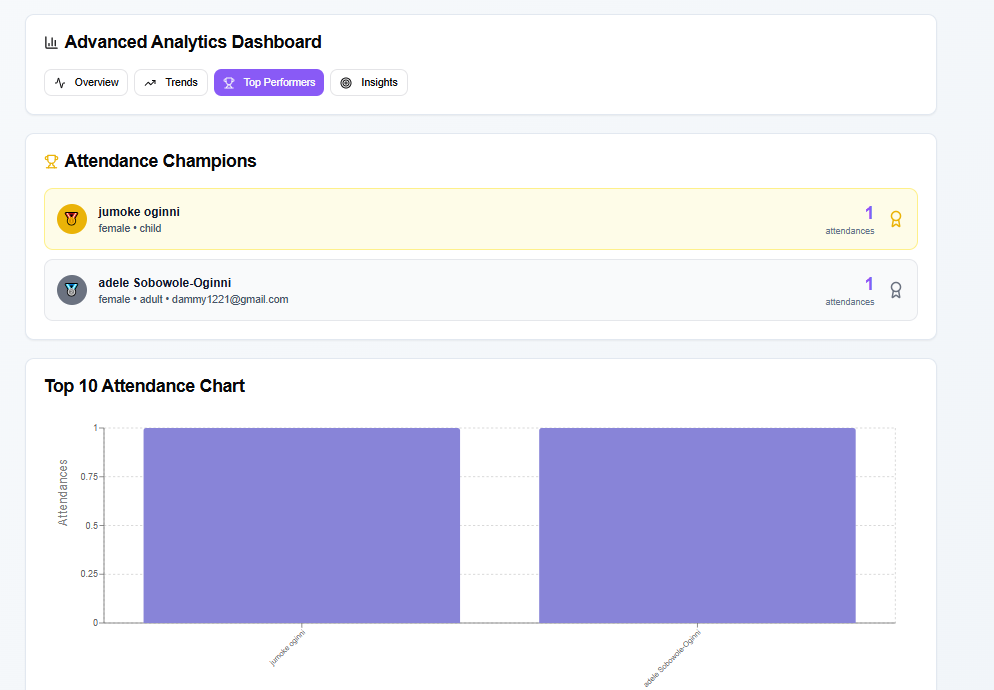 Advanced Analytics Dashboard
Overview
Trends
Top Performers
Insights
Attendance Champions
jumoke oginni
female • child
1
attendances
adele Sobowole-Oginni
female • adult • dammy1221@gmail.com
1
attendances
Top 10 Attendance Chart
Attendances
1
0.75
0.5
0.25
0
jumoke oginni
adele Sobowole-Oginni